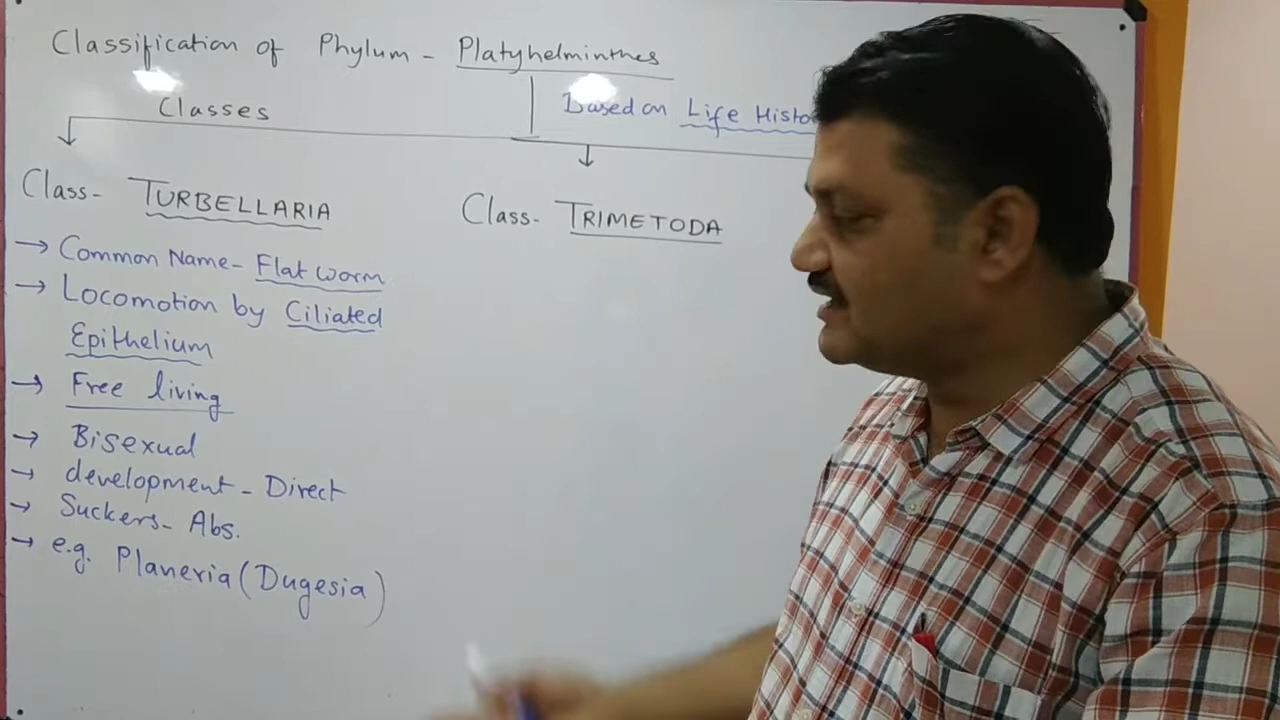 Classification of Phylum - Platyhelminthes
Classes
Based on Life Histo
Class- TURBELLARIA
→ Common Name- Flat worm
→ Locomotion by Ciliated
Epithelium
→ Free living
→ Bisexual
→ development - Direct
→ Suckers- Abs.
→ e.g. Planeria (Dugesia)
Class- TRIMETODA